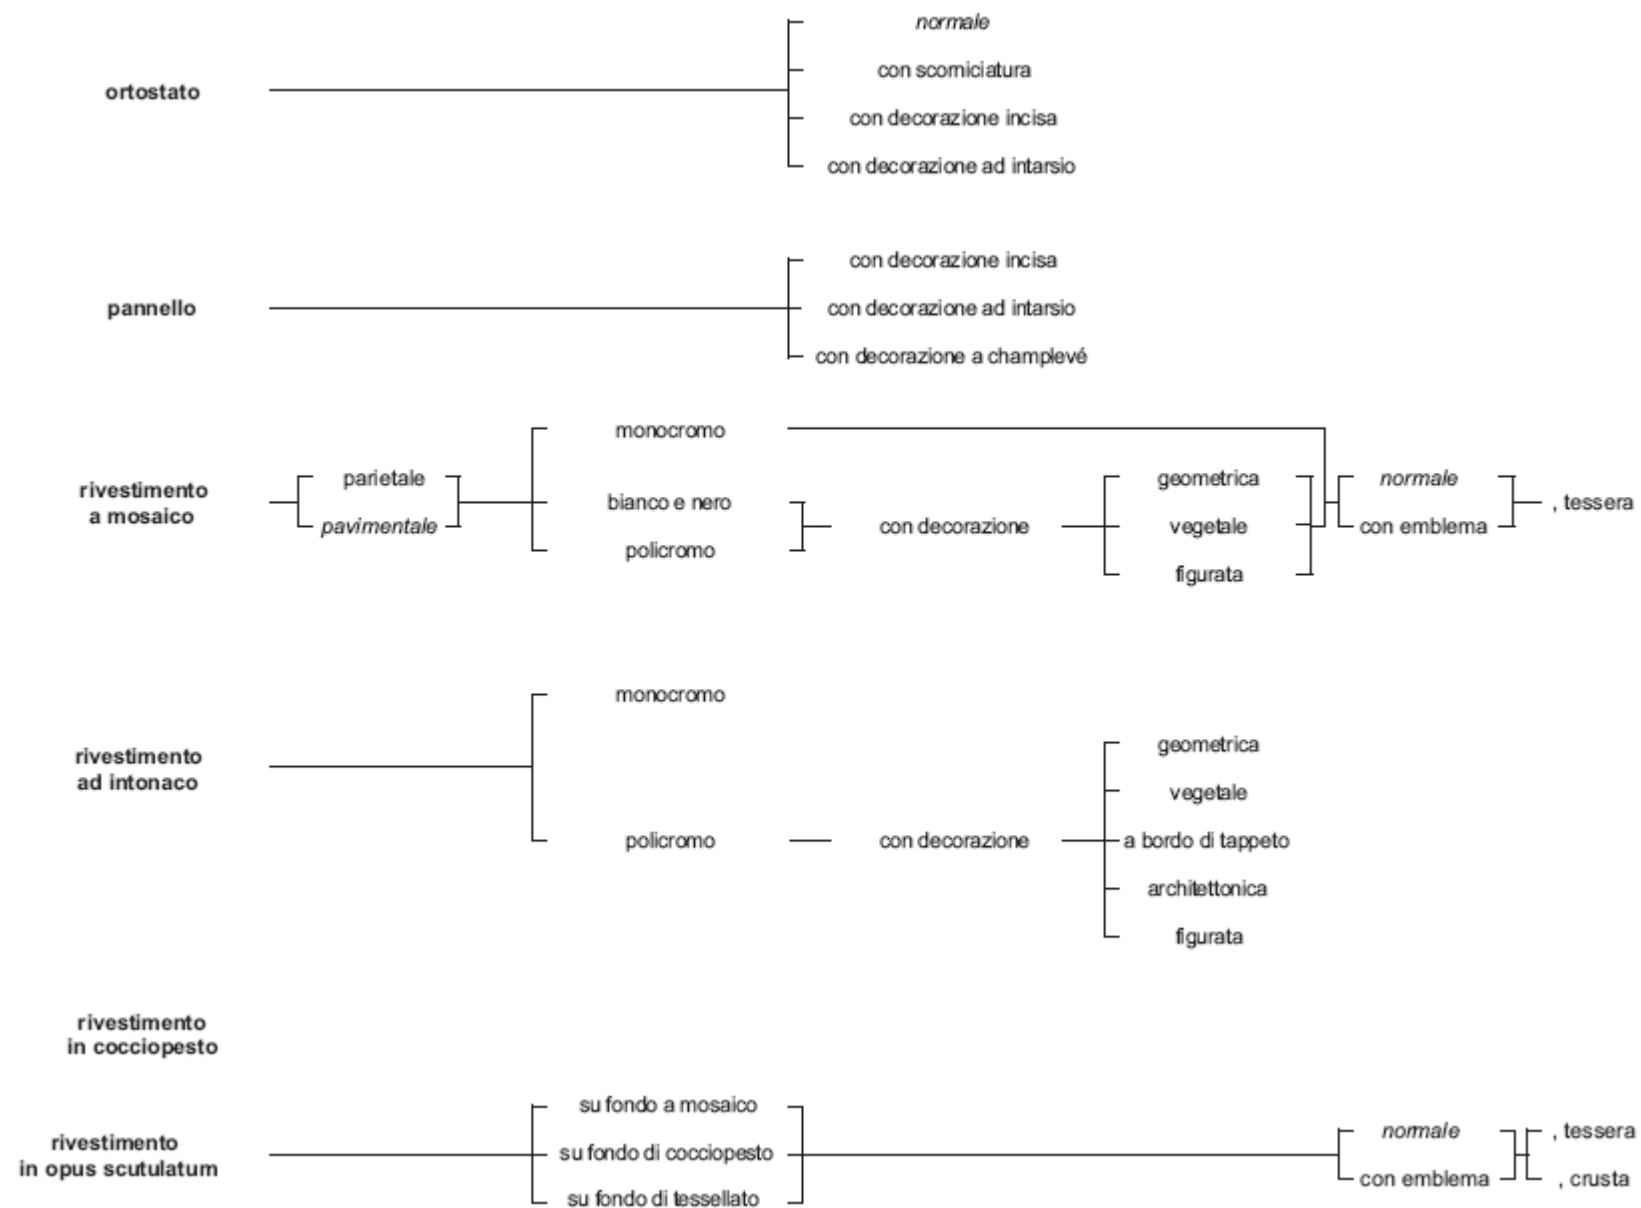 normale
con scorniciatura
ortostato
con decorazione incisa
con decorazione ad intarsio
con decorazione incisa
pannello
con decorazione ad intarsio
con decorazione a champlevé
monocromo
parietale
geometrica
normale
rivestimento
a mosaico
bianco e nero
, tessera
pavimentale
con decorazione
vegetale
con emblema
policromo
figurata
monocromo
rivestimento
ad intonaco
geometrica
vegetale
policromo
con decorazione
a bordo di tappeto
architettonica
figurata
rivestimento
in cocciopesto
su fondo a mosaico
rivestimento
in opus scutulatum
su fondo di cocciopesto
su fondo di tessellato
normale
con emblema
, tessera
, crusta